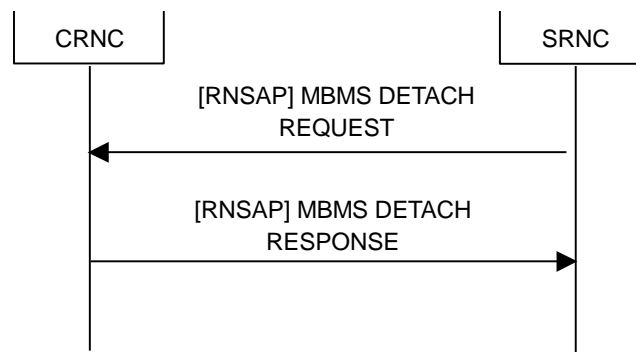 CRNC
SRNC
[RNSAP] MBMS DETACH
REQUEST
[RNSAP] MBMS DETACH
RESPONSE